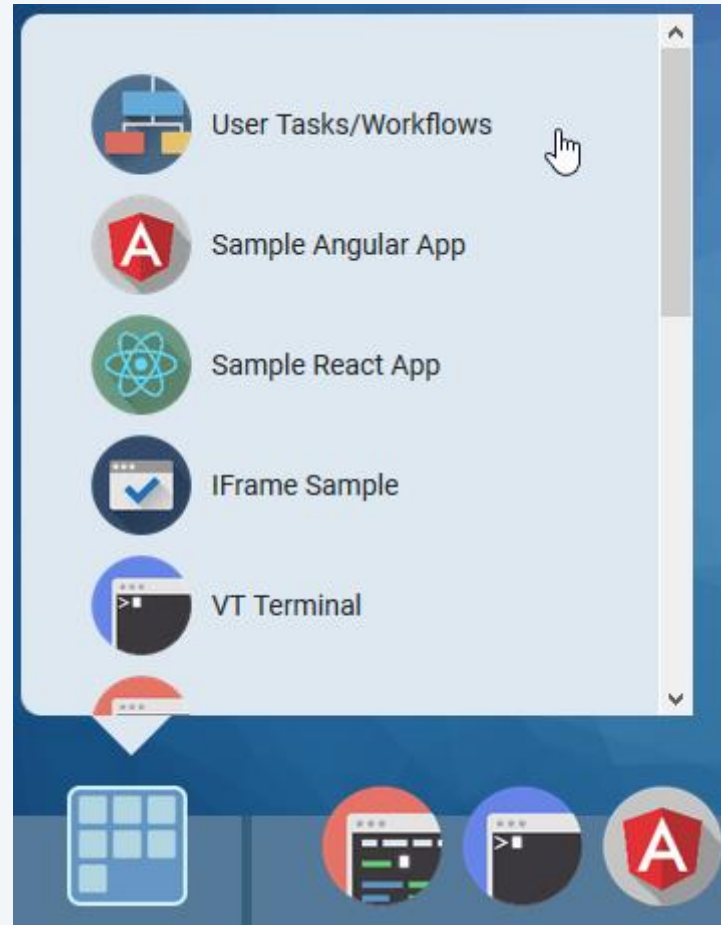 User Tasks/Workflows
Sample Angular App
Sample React App
IFrame Sample
VT Terminal